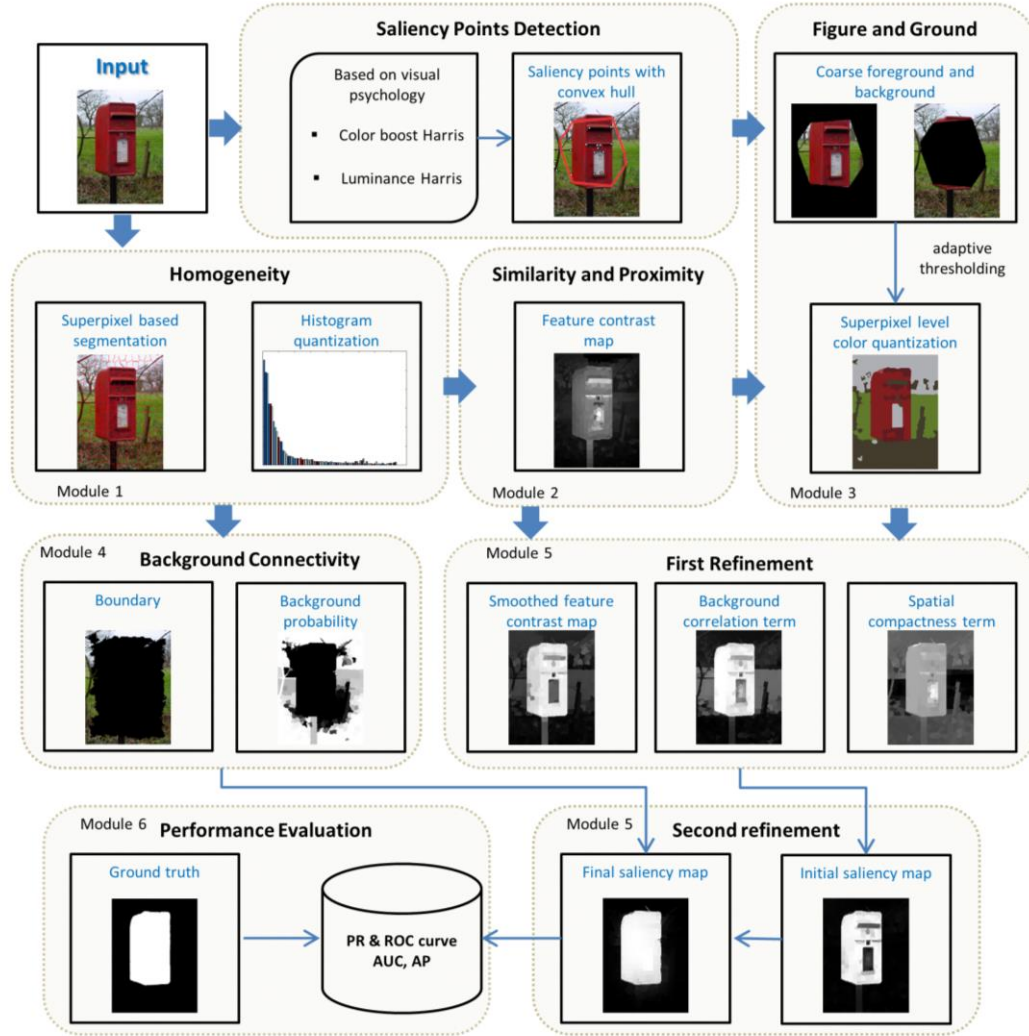 Input
Saliency Points Detection
Based on visual
psychology
▪ Color boost Harris
▪ Luminance Harris
Saliency points with
convex hull
Figure and Ground
Coarse foreground and
background
adaptive
thresholding
Superpixel level
color quantization
Module 3
Homogeneity
Superpixel based
segmentation
Histogram
quantization
Module 1
Similarity and Proximity
Feature contrast
map
Module 2
Module 4
Background Connectivity
Boundary
Background
probability
Module 5
First Refinement
Smoothed feature
contrast map
Background
correlation term
Spatial
compactness term
Module 6
Performance Evaluation
Ground truth
PR & ROC curve
AUC, AP
Module 5
Second refinement
Final saliency map
Initial saliency map